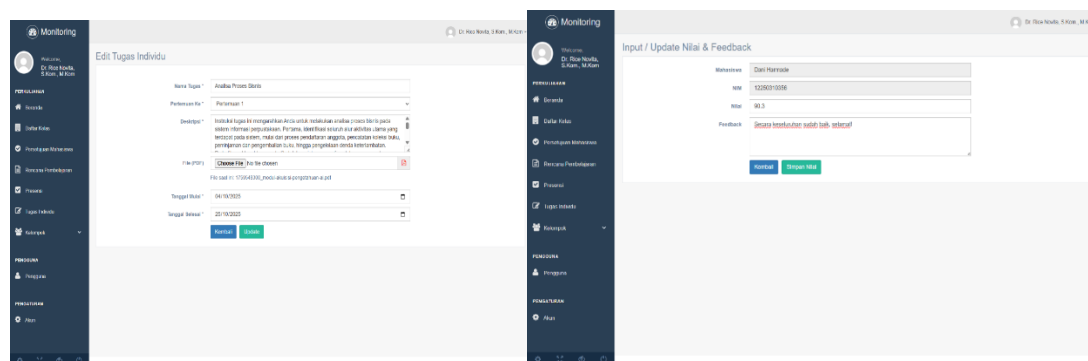 Monitoring
Dr. Rice Novita, S.Kom., M.Kom
Welcome,
Dr. Rice Novita,
S.Kom., M.Kom
Edit Tugas Individu
PERKULIAHAN
Beranda
Daftar Kelas
Persetujuan Mahasiswa
Rencana Pembelajaran
Presensi
Tugas Individu
Kelompok
PENGGUNA
Pengguna
PENGATURAN
Akun
Nama Tugas *
Analisa Proses Bisnis
Pertemuan Ke *
Pertemuan 1
Deskripsi *
Instruksi tugas ini mengarahkan Anda untuk melakukan analisa proses bisnis pada
sistem informasi perpustakaan. Pertama, identifikasi seluruh alur aktivitas utama yang
terdapat pada sistem, mulai dari proses pendaftaran anggota, pencatatan koleksi buku,
peminjaman dan pengembalian buku, hingga pengelolaan denda keterlambatan.
File (PDF)
Choose File No file chosen
File saat ini:
Tanggal Mulai *
04/10/2025
Tanggal Selesai *
23/10/2025
Kembali
Update
Monitoring
Dr. Rice Novita, S.Kom., M.K
Welcome,
Dr. Rice Novita,
S.Kom., M.Kom
Input / Update Nilai & Feedback
PERKULIAHAN
Beranda
Daftar Kelas
Persetujuan Mahasiswa
Rencana Pembelajaran
Presensi
Tugas Individu
Kelompok
PENGGUNA
Pengguna
PENGATURAN
Akun
Mahasiswa
Dani Harmade
NIM
12250310356
Nilai
90.3
Feedback
Secara keseluruhan sudah baik, selamat!
Kembali
Simpan Nilai